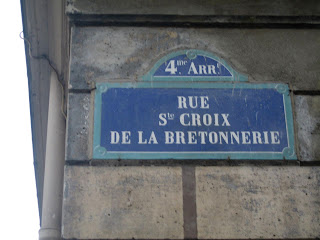 4me. ARRt
RUE
Ste CROIX
DE LA BRETONNERIE